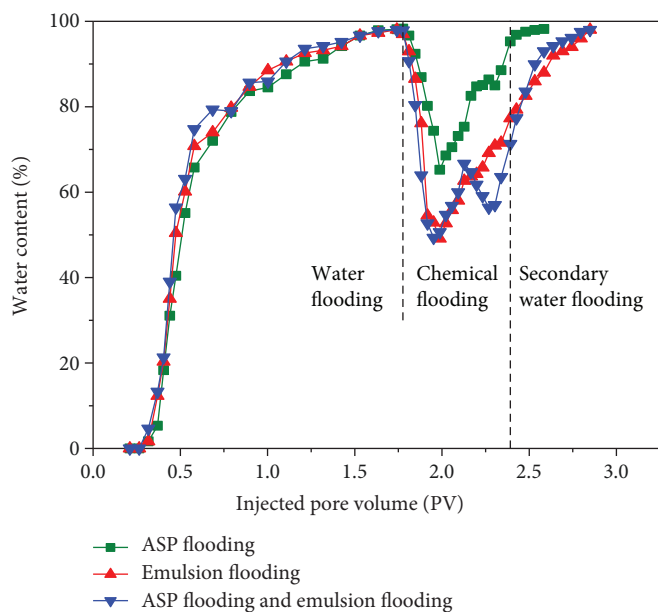 100
80
60
40
20
0
Water content (%)
Water Chemical Secondary
flooding flooding water flooding
0.0 0.5 1.0 1.5 2.0 2.5 3.0
Injected pore volume (PV)
ASP flooding
Emulsion flooding
ASP flooding and emulsion flooding